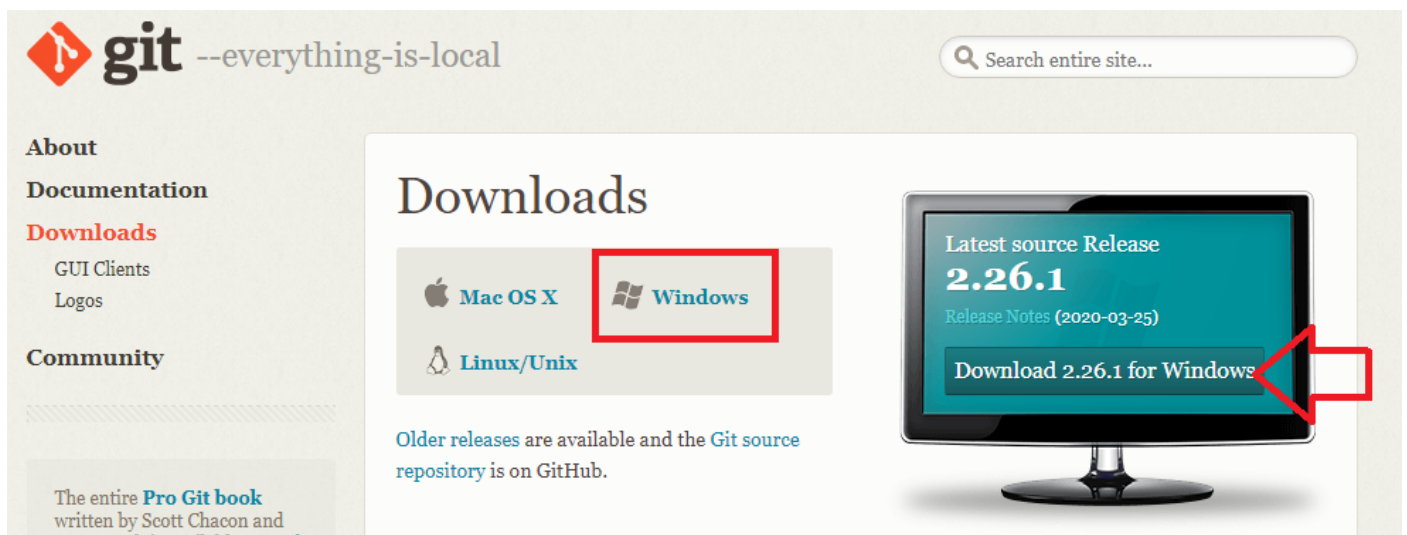 git --everything-is-local
Search entire site...
About
Documentation
Downloads
GUI Clients
Logos
Community
The entire Pro Git book
written by Scott Chacon and
Downloads
Mac OS X
Windows
Linux/Unix
Older releases are available and the Git source
repository is on GitHub.
Latest source Release
2.26.1
Release Notes (2020-03-25)
Download 2.26.1 for Windows